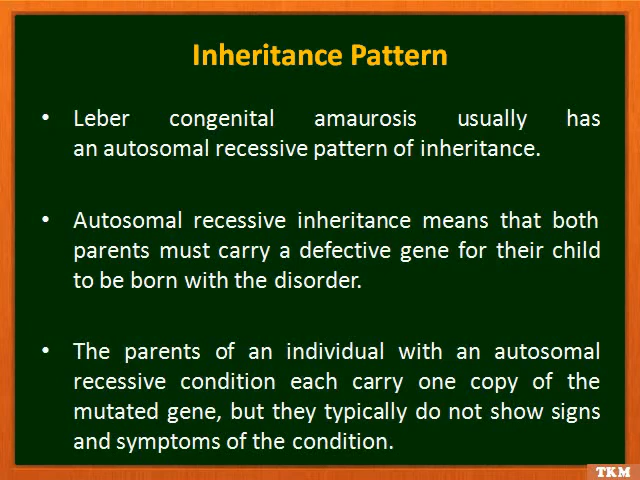 Inheritance Pattern
• Leber congenital amaurosis usually has
an autosomal recessive pattern of inheritance.
• Autosomal recessive inheritance means that both
parents must carry a defective gene for their child
to be born with the disorder.
• The parents of an individual with an autosomal
recessive condition each carry one copy of the
mutated gene, but they typically do not show signs
and symptoms of the condition.
TKM